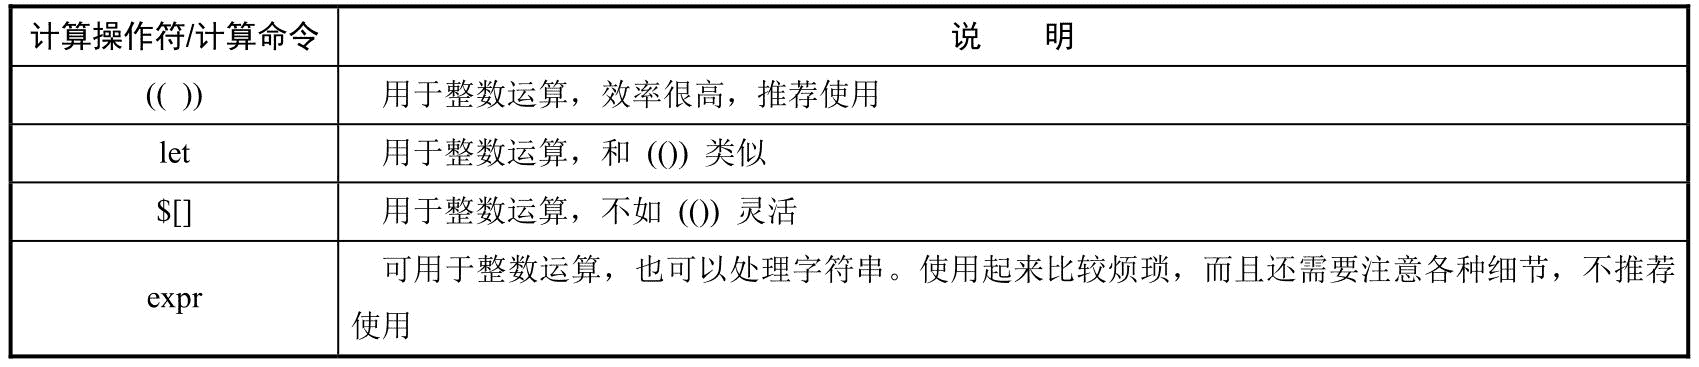 计算操作符/计算命令 说 明
(( )) 用于整数运算，效率很高，推荐使用
let 用于整数运算，和 (()) 类似
$[] 用于整数运算，不如 (()) 灵活
expr 可用于整数运算，也可以处理字符串。使用起来比较烦琐，而且还需要注意各种细节，不推荐
使用